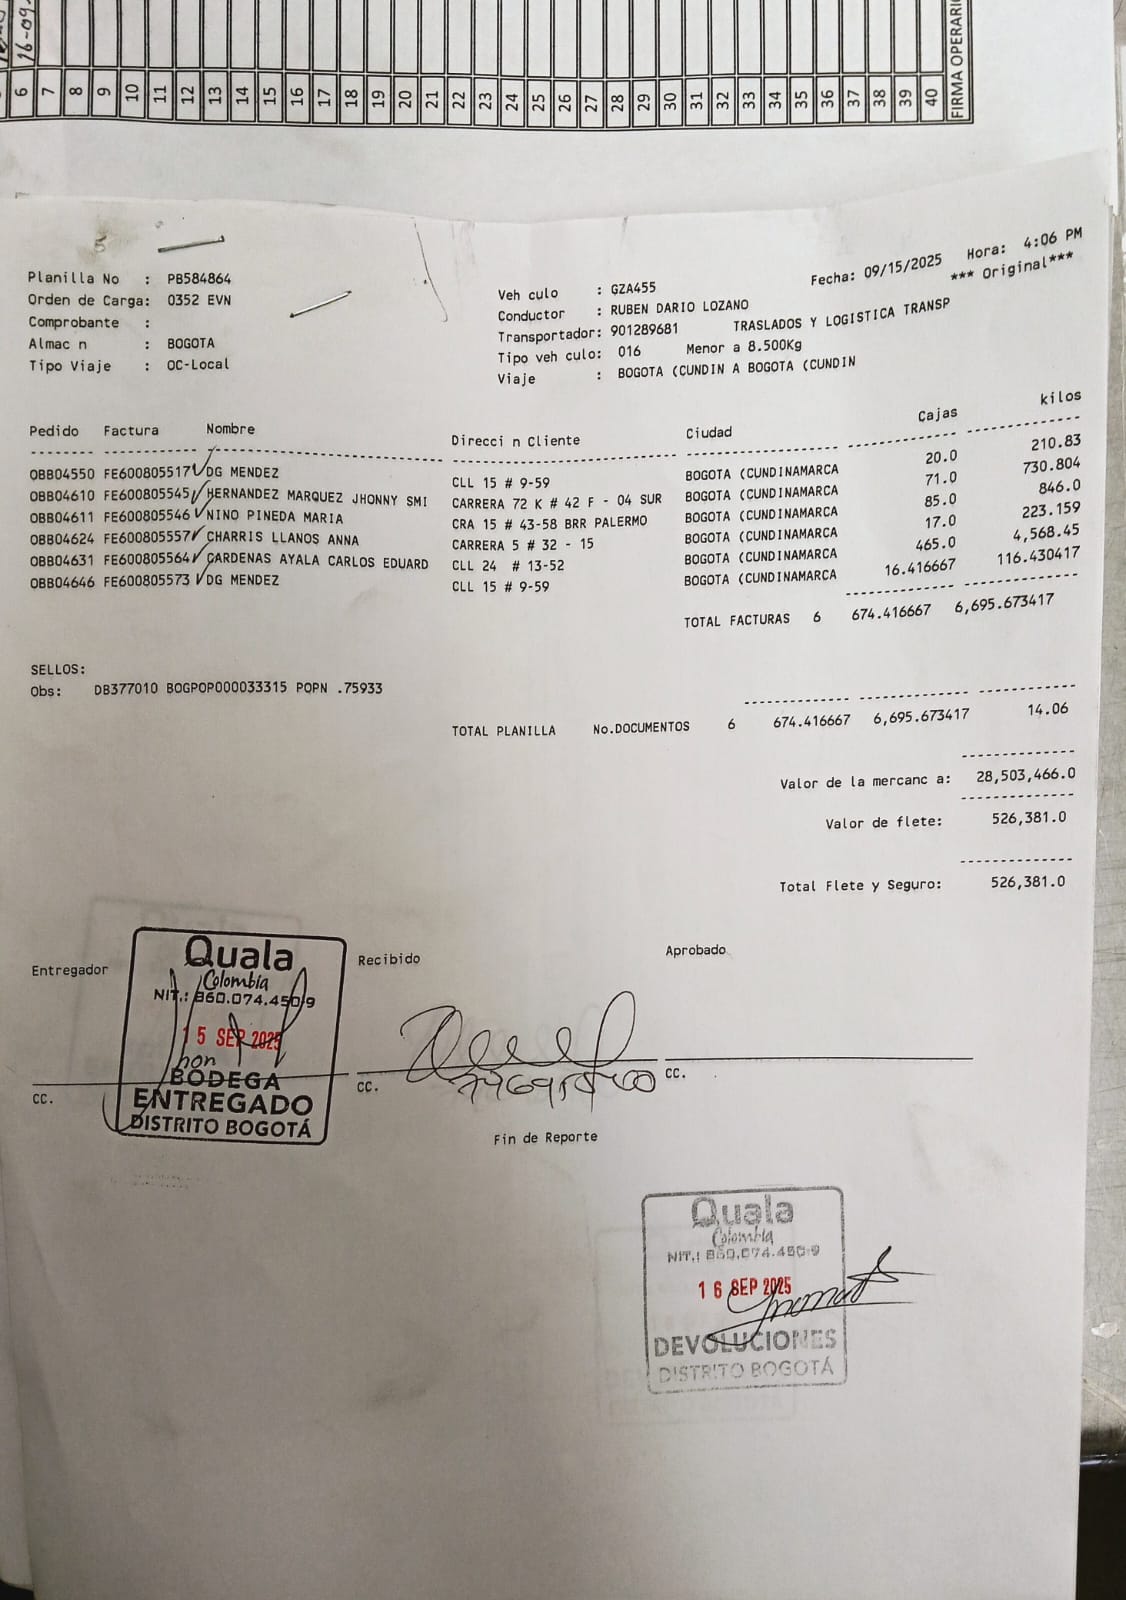 16-09.
6 7 8 9 10 11 12 13 14 15 16 17 18 19 20 21 22 23 24 25 26 27 28 29 30 31 32 33 34 35 36 37 38 39 40 FIRMA OPERARI
Fecha: 09/15/2025 Hora: 4:06 PM
*** Original***
Planilla No : PB584864
Orden de Carga: 0352 EVN
Comprobante :
Almac n : BOGOTA
Tipo Viaje : OC-Local
Veh culo : GZA455
Conductor : RUBEN DARIO LOZANO
Transportador: 901289681 TRASLADOS Y LOGISTICA TRANSP
Tipo veh culo: 016 Menor a 8.500Kg
Viaje : BOGOTA (CUNDIN A BOGOTA (CUNDIN
Pedido Factura Nombre Direcci n Cliente Ciudad Cajas kilos
OBB04550 FE600805517 DG MENDEZ CLL 15 # 9-59 BOGOTA (CUNDINAMARCA 20.0 210.83
OBB04610 FE600805545 HERNANDEZ MARQUEZ JHONNY SMI CARRERA 72 K # 42 F - 04 SUR BOGOTA (CUNDINAMARCA 71.0 730.804
OBB04611 FE600805546 NINO PINEDA MARIA CRA 15 # 43-58 BRR PALERMO BOGOTA (CUNDINAMARCA 85.0 846.0
OBB04624 FE600805557 CHARRIS LLANOS ANNA CARRERA 5 # 32 - 15 BOGOTA (CUNDINAMARCA 17.0 223.159
OBB04631 FE600805564 CARDENAS AYALA CARLOS EDUARD CLL 24 # 13-52 BOGOTA (CUNDINAMARCA 465.0 4,568.45
OBB04646 FE600805573 DG MENDEZ CLL 15 # 9-59 BOGOTA (CUNDINAMARCA 16.416667 116.430417
TOTAL FACTURAS 6 674.416667 6,695.673417
SELLOS:
Obs: DB377010 BOGPOP000033315 POPN .75933
TOTAL PLANILLA No.DOCUMENTOS 6 674.416667 6,695.673417 14.06
Valor de la mercanc a: 28,503,466.0
Valor de flete: 526,381.0
Total Flete y Seguro: 526,381.0
Entregador Recibido Aprobado
Quala
Colombia
NIT.: 860.074.450-9
15 SEP 2025
Jhon
BODEGA
ENTREGADO
DISTRITO BOGOTÁ
cc. cc. cc.
Fin de Reporte
Quala
Colombia
NIT.: 860.074.450-9
16 SEP 2025
DEVOLUCIONES
DISTRITO BOGOTÁ